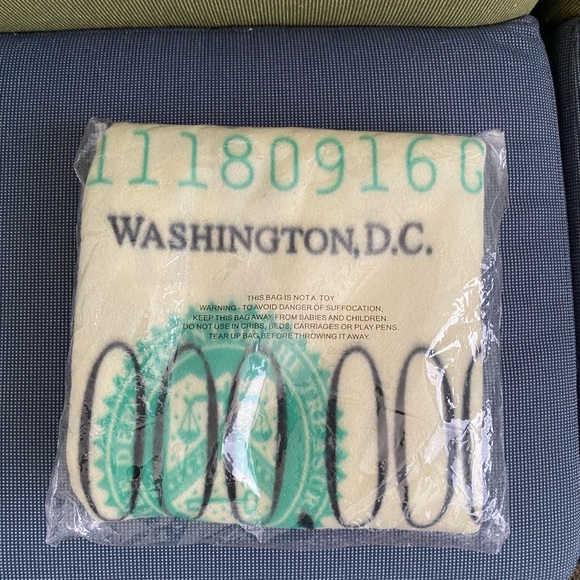 11180916G
WASHINGTON, D.C.
THIS BAG IS NOT A TOY
WARNING - TO AVOID DANGER OF SUFFOCATION,
KEEP THIS BAG AWAY FROM BABIES AND CHILDREN.
DO NOT USE IN CRIBS, BEDS, CARRIAGES OR PLAY PENS.
TEAR UP BAG BEFORE THROWING IT AWAY.
000,000